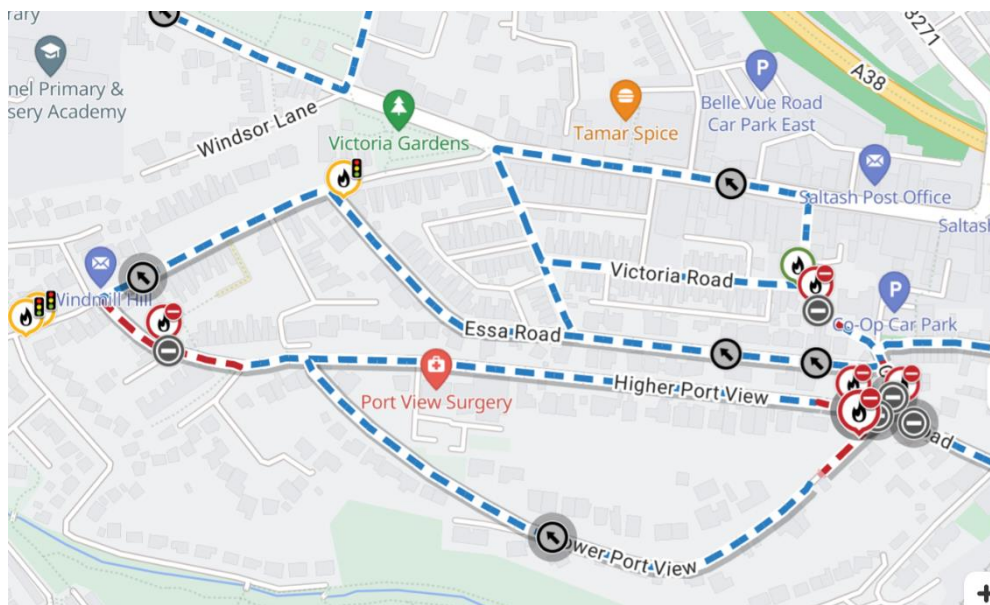 rary
nel Primary &
sery Academy
Windsor Lane
Victoria Gardens
Tamar Spice
Belle Vue Road
Car Park East
A38
3271
Saltash Post Office
Saltash
Windmill Hill
Victoria Road
Co-Op Car Park
Essa Road
Higher Port View
Port View Surgery
ower Port View
oad